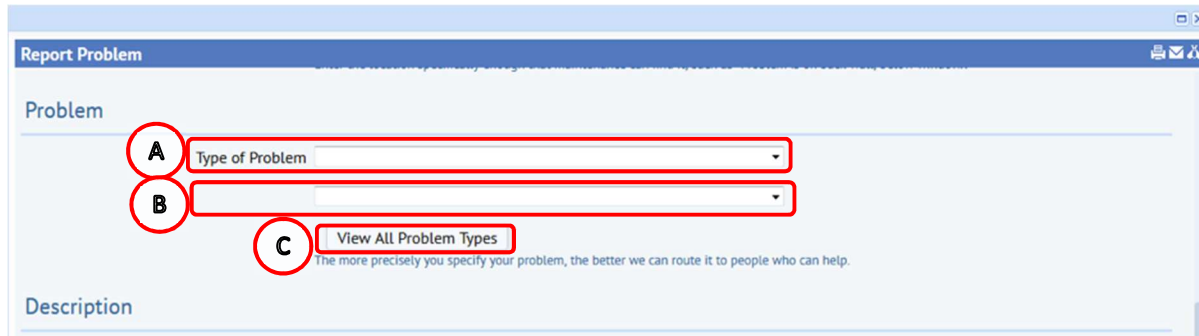 Report Problem
Problem
A
Type of Problem
B
C
View All Problem Types
The more precisely you specify your problem, the better we can route it to people who can help.
Description